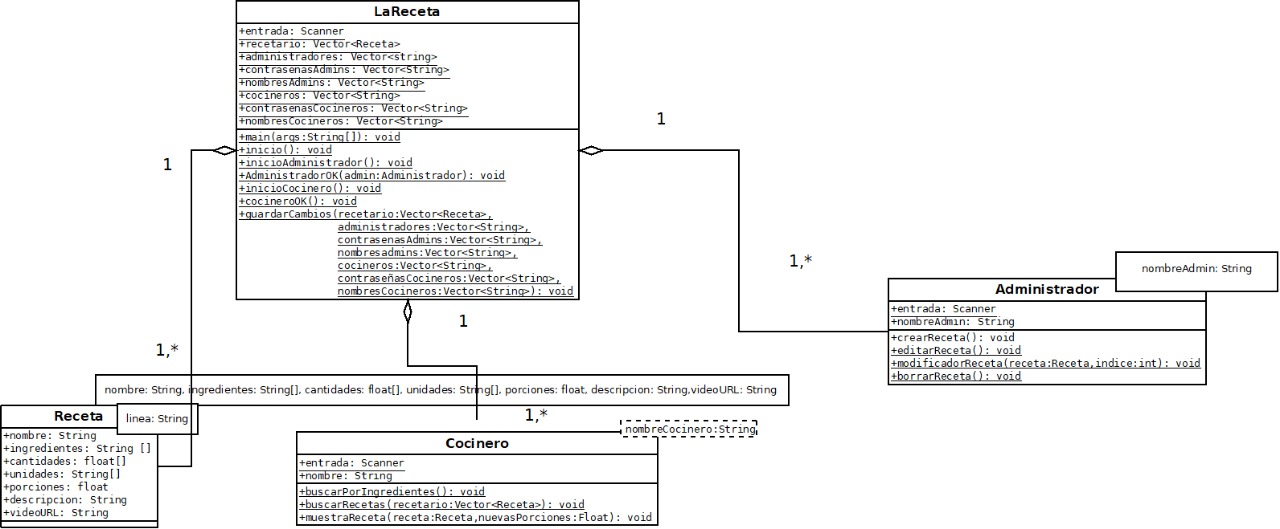 LaReceta
+entrada: Scanner
+recetario: Vector<Receta>
+administradores: Vector<string>
+contrasenasAdmins: Vector<String>
+nombresAdmins: Vector<String>
+cocineros: Vector<String>
+contrasenasCocineros: Vector<String>
+nombresCocineros: Vector<String>
+main(args:String[]): void
+inicio(): void
+inicioAdministrador(): void
+AdministradorOK(admin:Administrador): void
+inicioCocinero(): void
+cocineroOK(): void
+guardarCambios(recetario:Vector<Receta>,
administradores:Vector<String>,
contrasenasAdmins:Vector<String>,
nombresadmins:Vector<String>,
cocineros:Vector<String>,
contraseñasCocineros:Vector<String>,
nombresCocineros:Vector<String>): void
1
1
1
1,*
1,*
1,*
nombreAdmin: String
Administrador
+entrada: Scanner
+nombreAdmin: String
+crearReceta(): void
+editarReceta(): void
+modificadorReceta(receta:Receta,indice:int): void
+borrarReceta(): void
nombre: String, ingredientes: String[], cantidades: float[], unidades: String[], porciones: float, descripcion: String,videoURL: String
linea: String
Receta
+nombre: String
+ingredientes: String []
+cantidades: float[]
+unidades: String[]
+porciones: float
+descripcion: String
+videoURL: String
nombreCocinero:String
Cocinero
+entrada: Scanner
+nombre: String
+buscarPorIngredientes(): void
+buscarRecetas(recetario:Vector<Receta>): void
+muestraReceta(receta:Receta,nuevasPorciones:Float): void